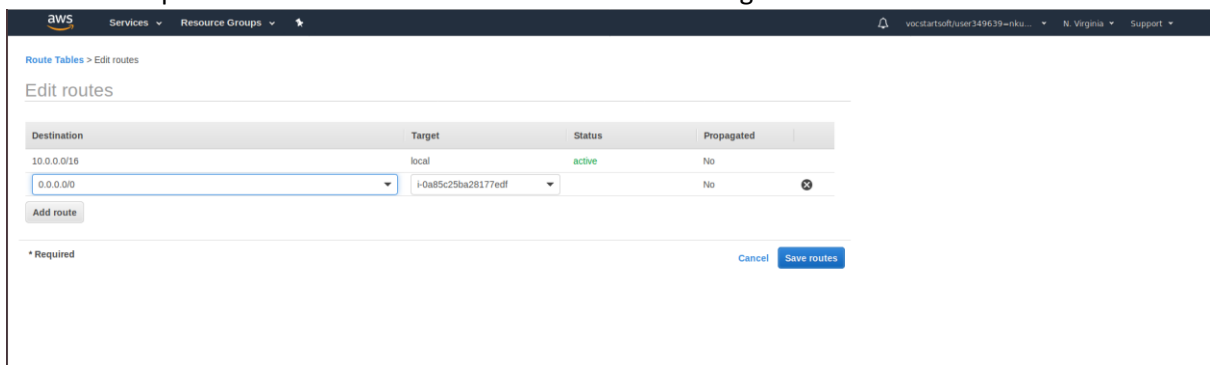 aws Services Resource Groups vocstartsoft/user349639=nku... N. Virginia Support
Route Tables > Edit routes
Edit routes
Destination Target Status Propagated
10.0.0.0/16 local active No
0.0.0.0/0 i-0a85c25ba28177edf No
Add route
* Required Cancel Save routes